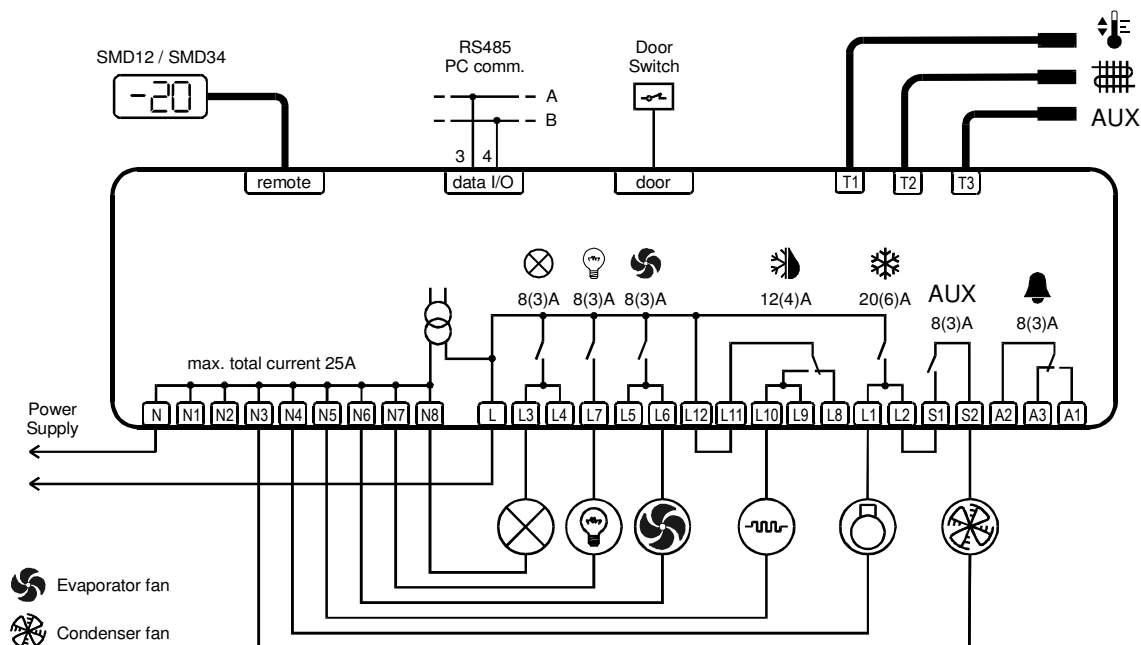 SMD12 / SMD34
-20
RS485
PC comm.
A
B
3 4
Door
Switch
AUX
remote
data I/O
door
T1
T2
T3
8(3)A
8(3)A
8(3)A
12(4)A
20(6)A
AUX
8(3)A
8(3)A
max. total current 25A
Power
Supply
N N1 N2 N3 N4 N5 N6 N7 N8 L L3 L4 L7 L5 L6 L12 L11 L10 L9 L8 L1 L2 S1 S2 A2 A3 A1
Evaporator fan
Condenser fan